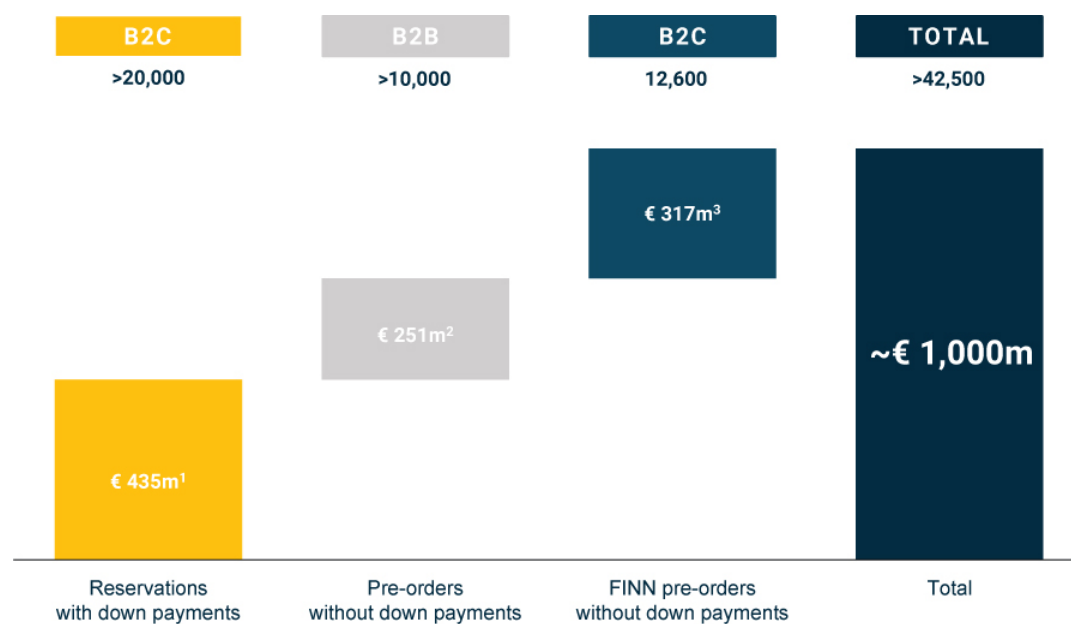 B2C
B2B
B2C
TOTAL
>20,000
>10,000
12,600
>42,500
€ 317m³
€ 251m²
~€ 1,000m
€ 435m¹
Reservations
with down payments
Pre-orders
without down payments
FINN pre-orders
without down payments
Total